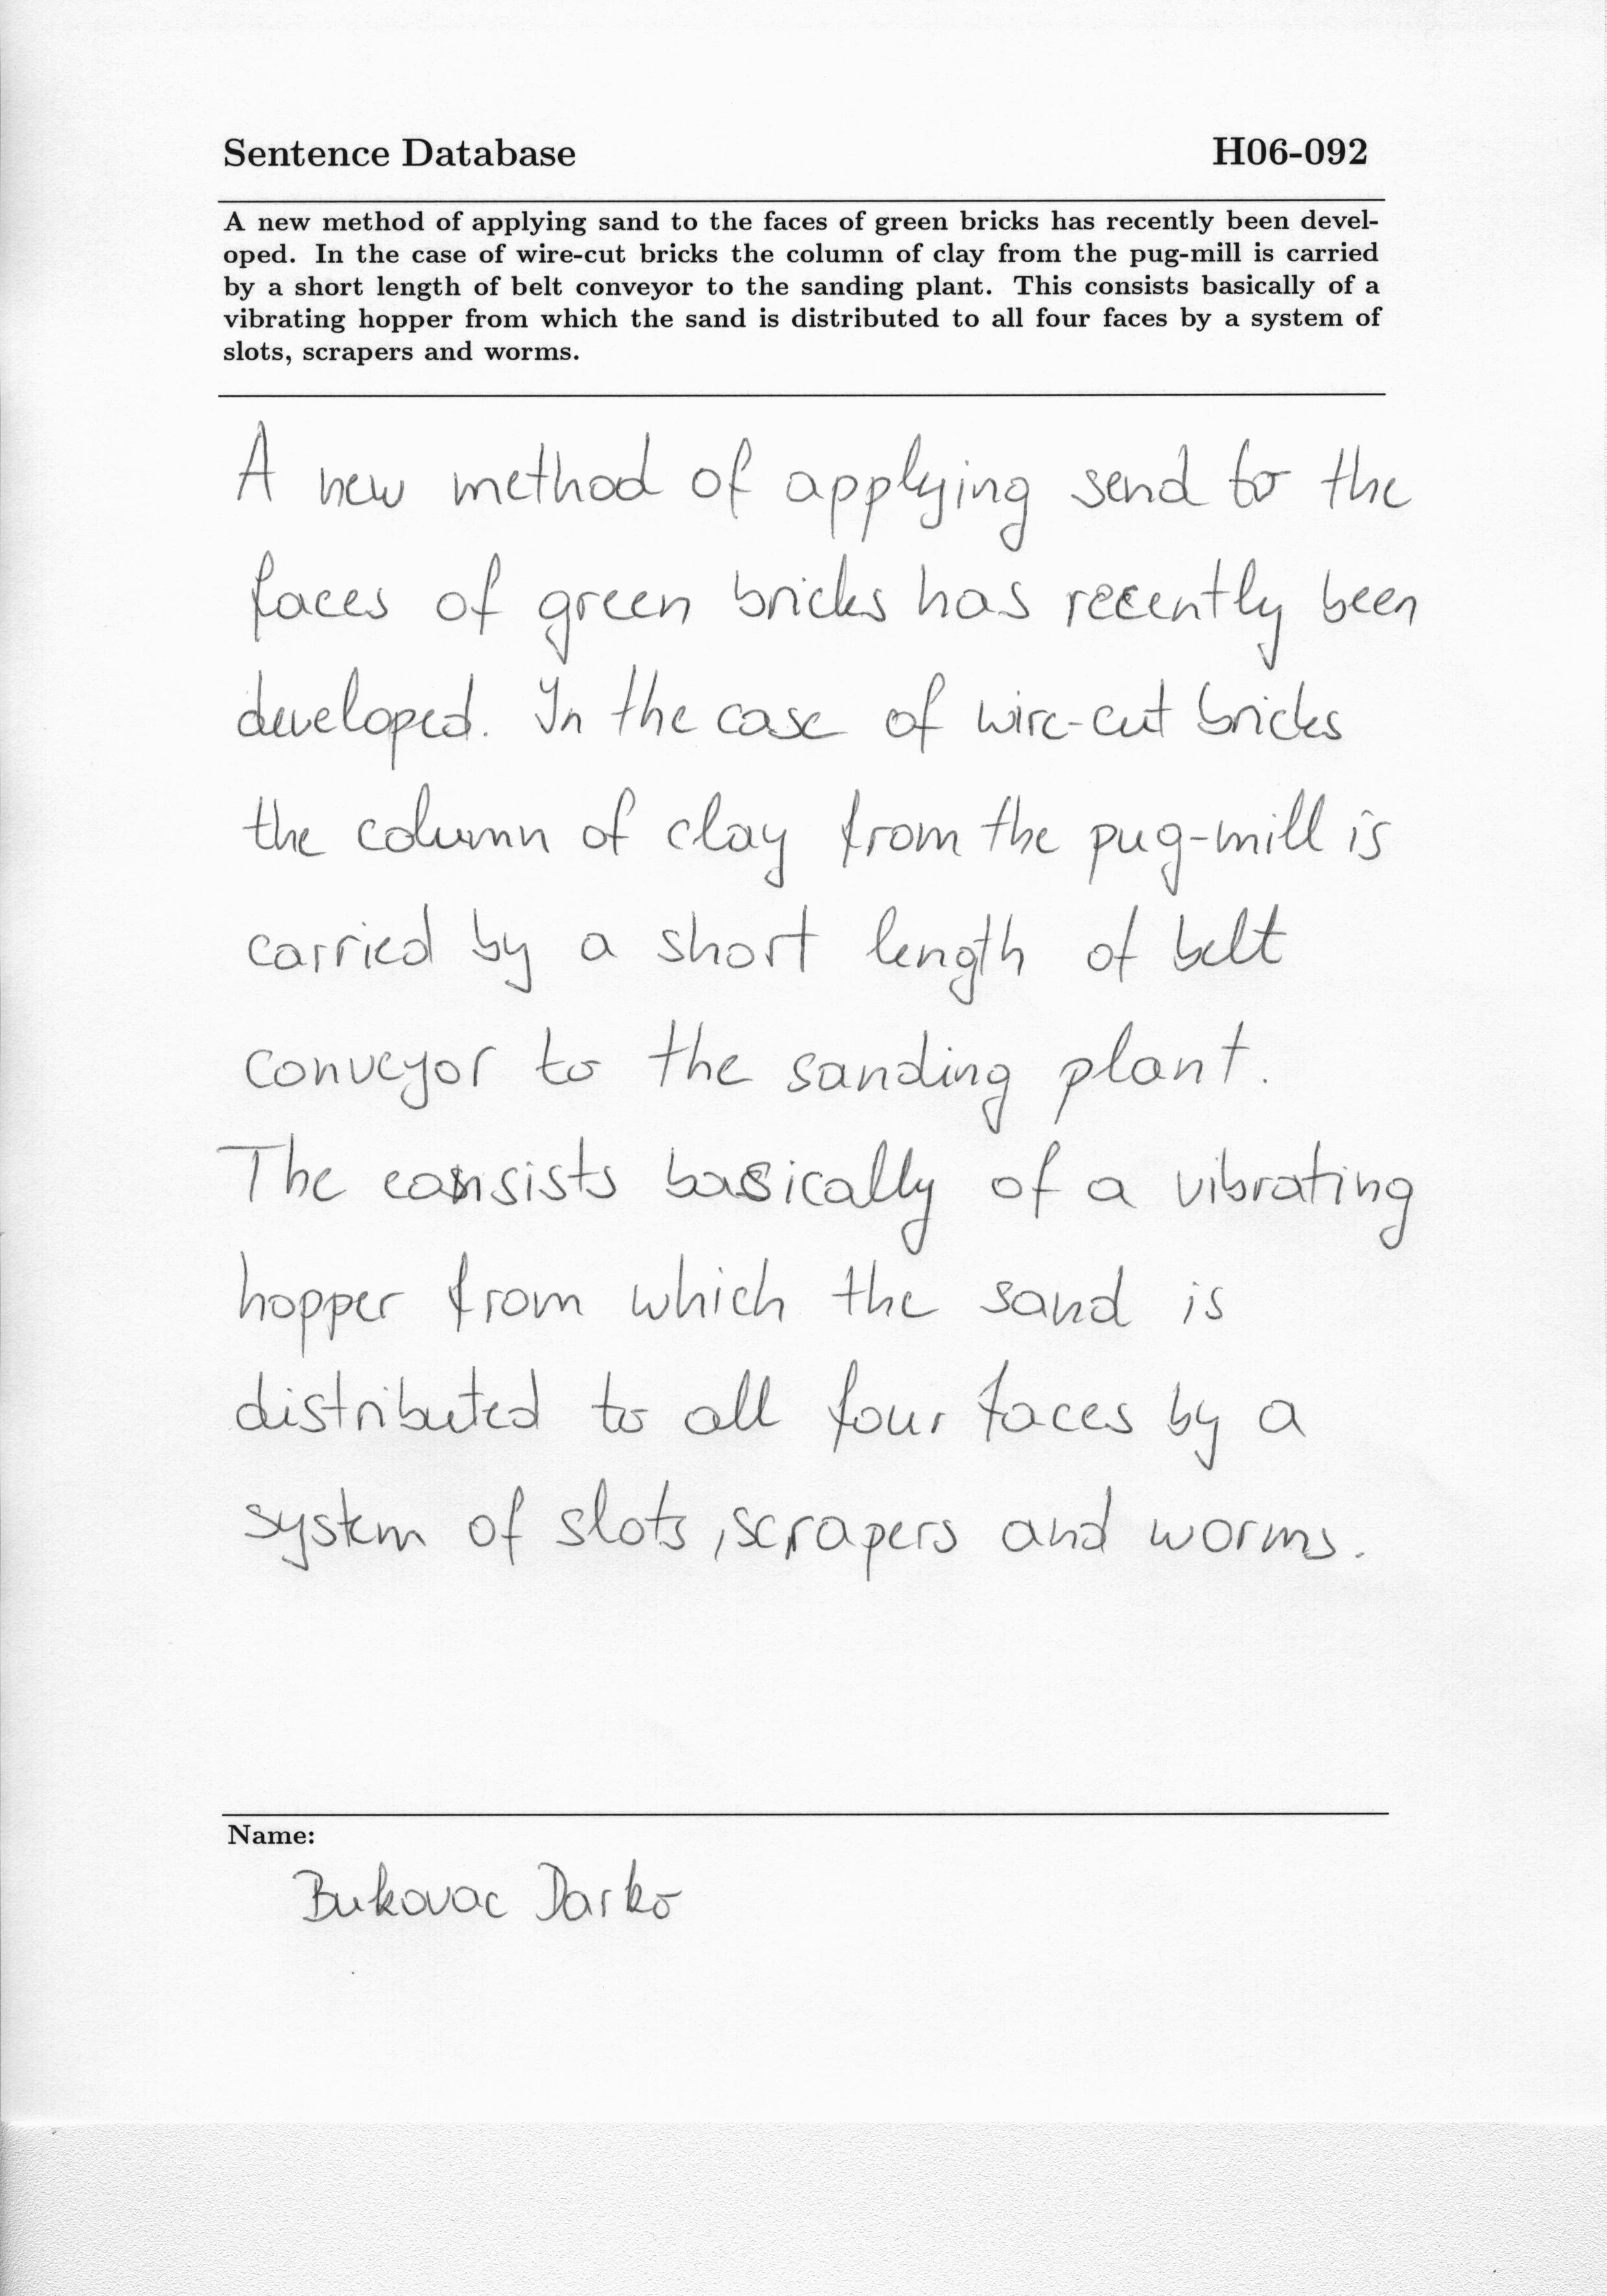 Sentence Database H06-092
A new method of applying sand to the faces of green bricks has recently been devel-
oped. In the case of wire-cut bricks the column of clay from the pug-mill is carried
by a short length of belt conveyor to the sanding plant. This consists basically of a
vibrating hopper from which the sand is distributed to all four faces by a system of
slots, scrapers and worms.
A new method of applying send to the
faces of green bricks has recently been
developed. In the case of wire-cut bricks
the column of clay from the pug-mill is
carried by a short length of belt
conveyor to the sanding plant.
The consists basically of a vibrating
hopper from which the sand is
distributed to all four faces by a
system of slots, scrapers and worms.
Name:
Bukovac Darko